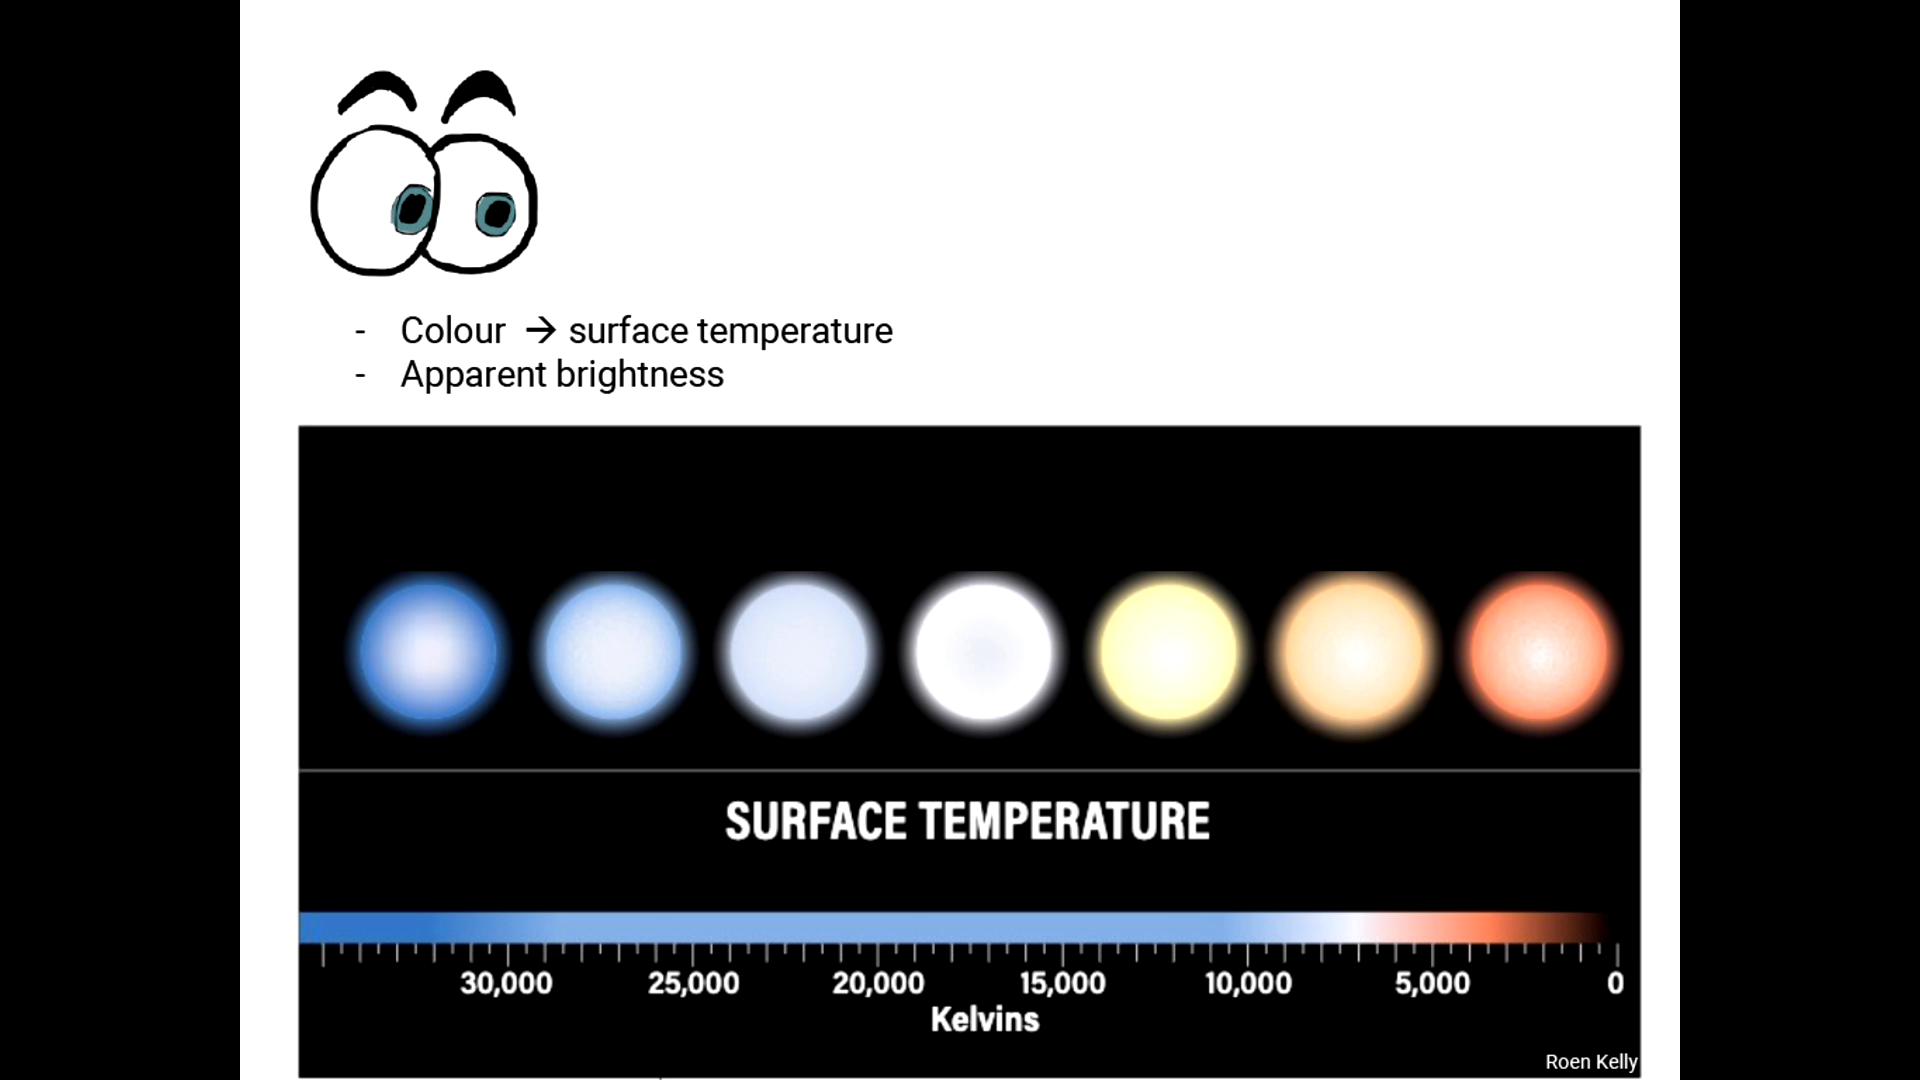 - Colour → surface temperature
- Apparent brightness
SURFACE TEMPERATURE
30,000 25,000 20,000 15,000 10,000 5,000 0
Kelvins
Roen Kelly